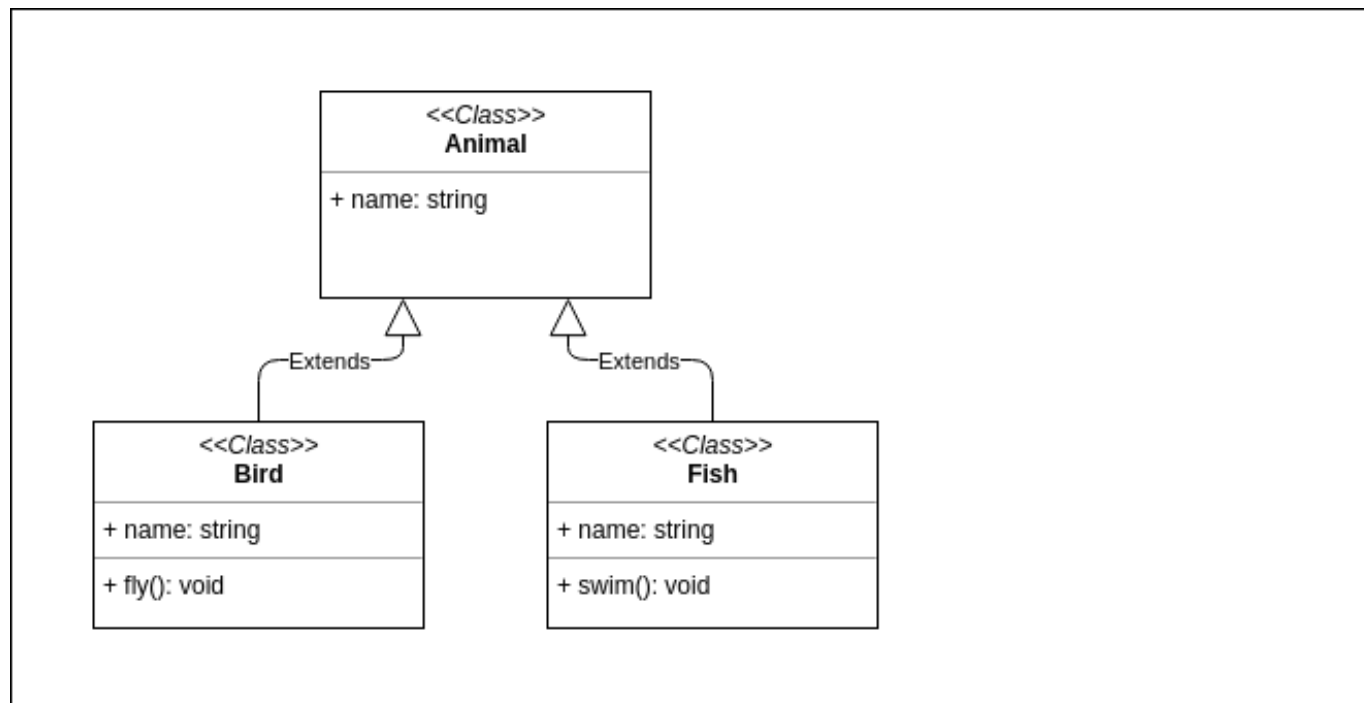 <<Class>>
Animal
+ name: string
Extends
Extends
<<Class>>
Bird
+ name: string
+ fly(): void
<<Class>>
Fish
+ name: string
+ swim(): void